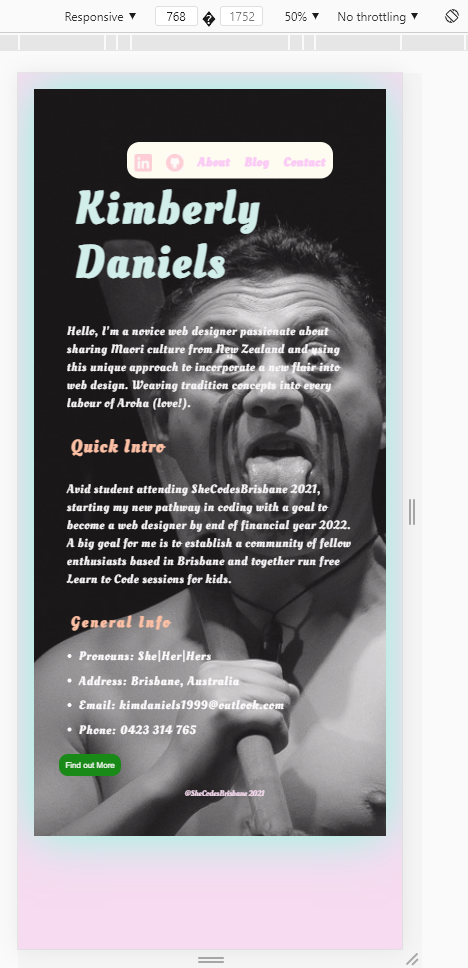 Responsive ▼ 768 � 1752 50% ▼ No throttling ▼
in About Blog Contact
Kimberly
Daniels
Hello, I'm a novice web designer passionate about
sharing Maori culture from New Zealand and using
this unique approach to incorporate a new flair into
web design. Weaving tradition concepts into every
labour of Aroha (love!).
Quick Intro
Avid student attending SheCodesBrisbane 2021,
starting my new pathway in coding with a goal to
become a web designer by end of financial year 2022.
A big goal for me is to establish a community of fellow
enthusiasts based in Brisbane and together run free
Learn to Code sessions for kids.
General Info
• Pronouns: She|Her|Hers
• Address: Brisbane, Australia
• Email: kimdaniels1999@outlook.com
• Phone: 0423 314 765
Find out More
@SheCodesBrisbane 2021